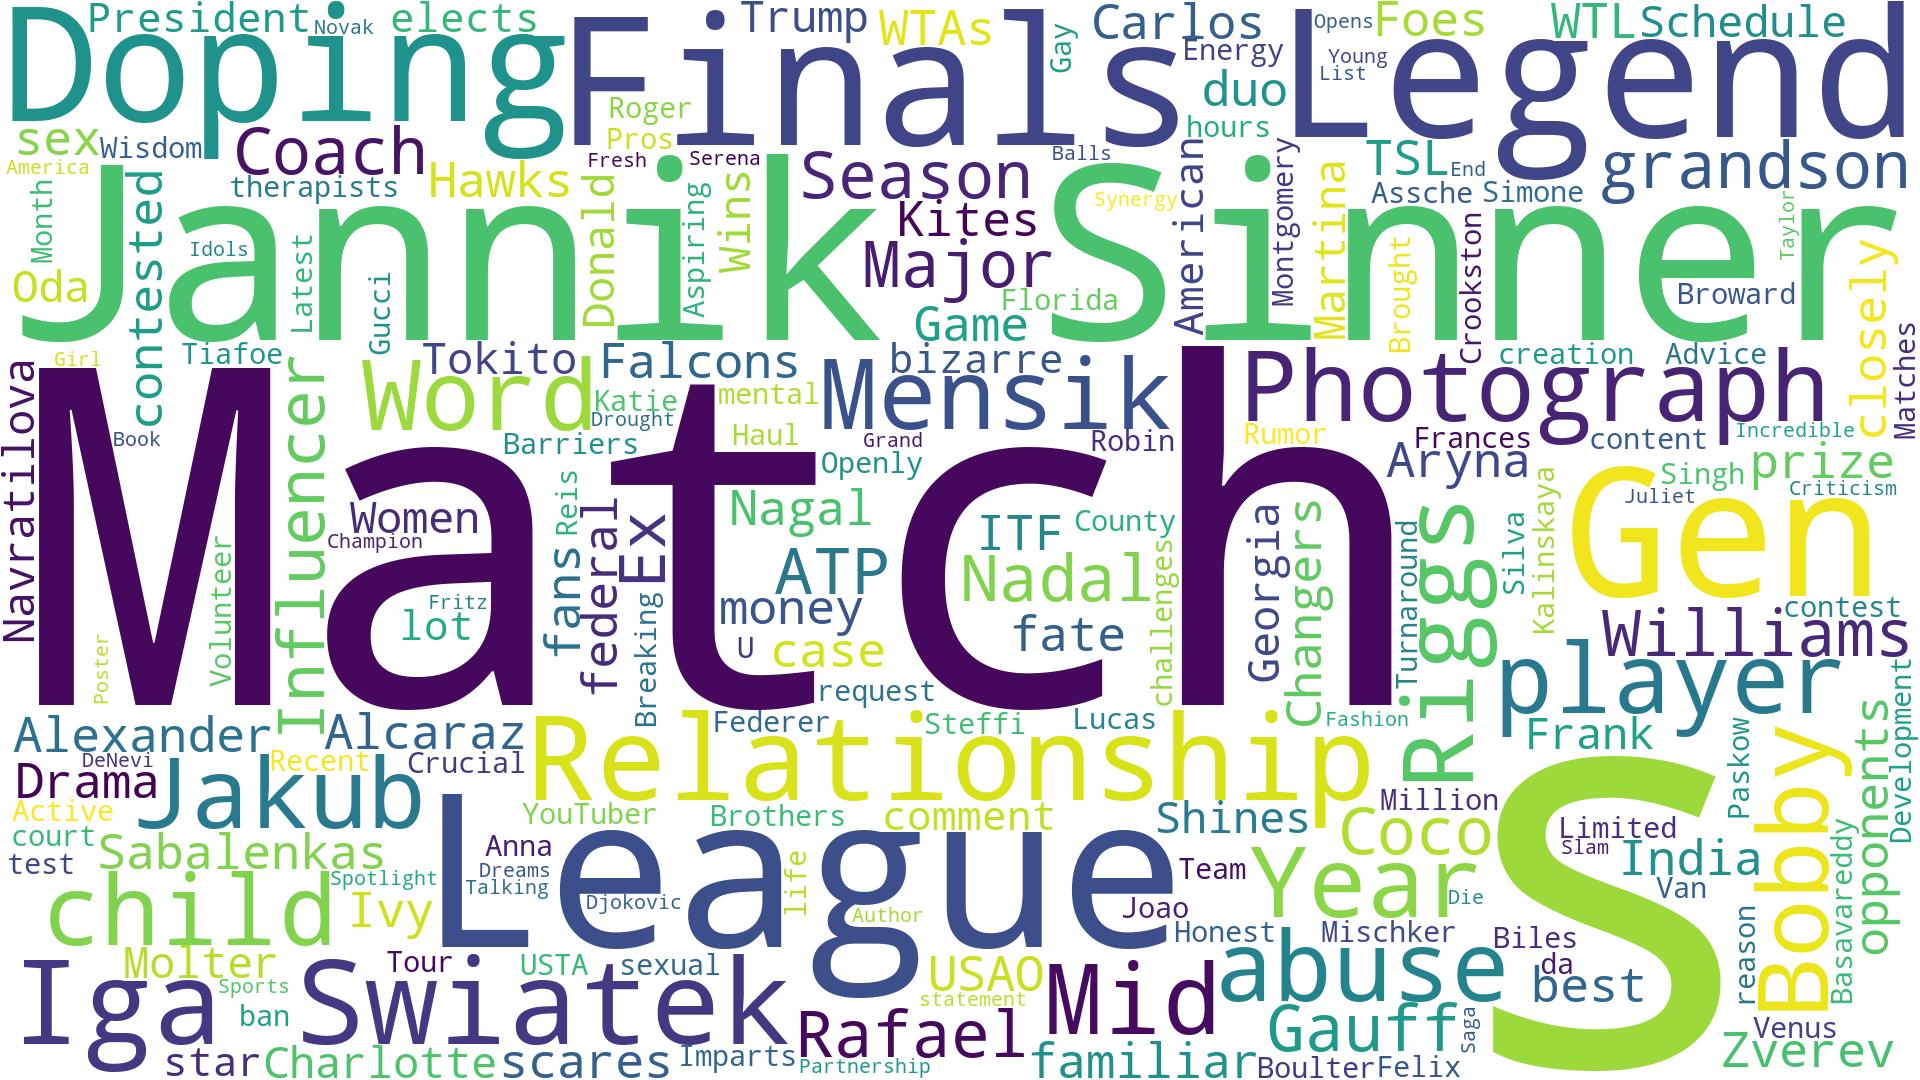 Doping
President
Novak
elects
Finals
Trump
WTAs
Gay
Carlos
Energy
duo
hours
Legend
Opens
Young
List
Foes
WTL
Schedule
Roger
Pros
sex
Wisdom
America
Coach
therapists
Hawks
Fresh
Serena
Balls
Season
Kites
Major
Florida
Game
Synergy
American
Montgomery
Martina
TSL
End
Assche
Simone
grandson
Taylor
Jannik
Sinner
Month
contested
Idols
Latest
Gucci
Donald
Aspiring
Wins
Oda
Brought
Crookston
Broward
closely
Matches
Girl
Tiafoe
Tokito
Falcons
bizarre
creation
Advice
Navratilova
Match
Book
Influencer
Word
Katie
Drought
mental
Mensik
Photograph
Barriers
Haul
Grand
Openly
Robin
Rumor
Frances
content
Incredible
Aryna
Singh
prize
Juliet
Criticism
Women
Champion
Reis
Nagal
ITF
County
Georgia
Changers
Turnaround
Riggs
Silva
Kalinskaya
Gen
Volunteer
Poster
Fritz
lot
fans
federal
Ex
Breaking
ATP
money
U
case
Nadal
fate
challenges
contest
Williams
player
request
Alexander
Alcaraz
Federer
Steffi
Lucas
Fashion
Frank
Relationship
DeNevi
Recent
Crucial
Drama
Jakub
Active
court
test
YouTuber
Brothers
comment
Shines
Million
Coco
S
Limited
Slam
India
Van
Paskow
Bobby
opponents
Development
Sabalenkas
League
Anna
Dreams
Talking
Djokovic
life
Author
Team
Year
Die
child
Spotlight
Ivy
Joao
Honest
Mischker
Biles
da
best
reason
Basavareddy
Molter
Tour
USTA
sexual
USAO
statement
Mid
abuse
Iga
Swiatek
Sports
ban
Rafael
Gauff
Saga
Venus
Zverev
star
Charlotte
scares
Imparts
Partnership
familiar
Boulter
Felix